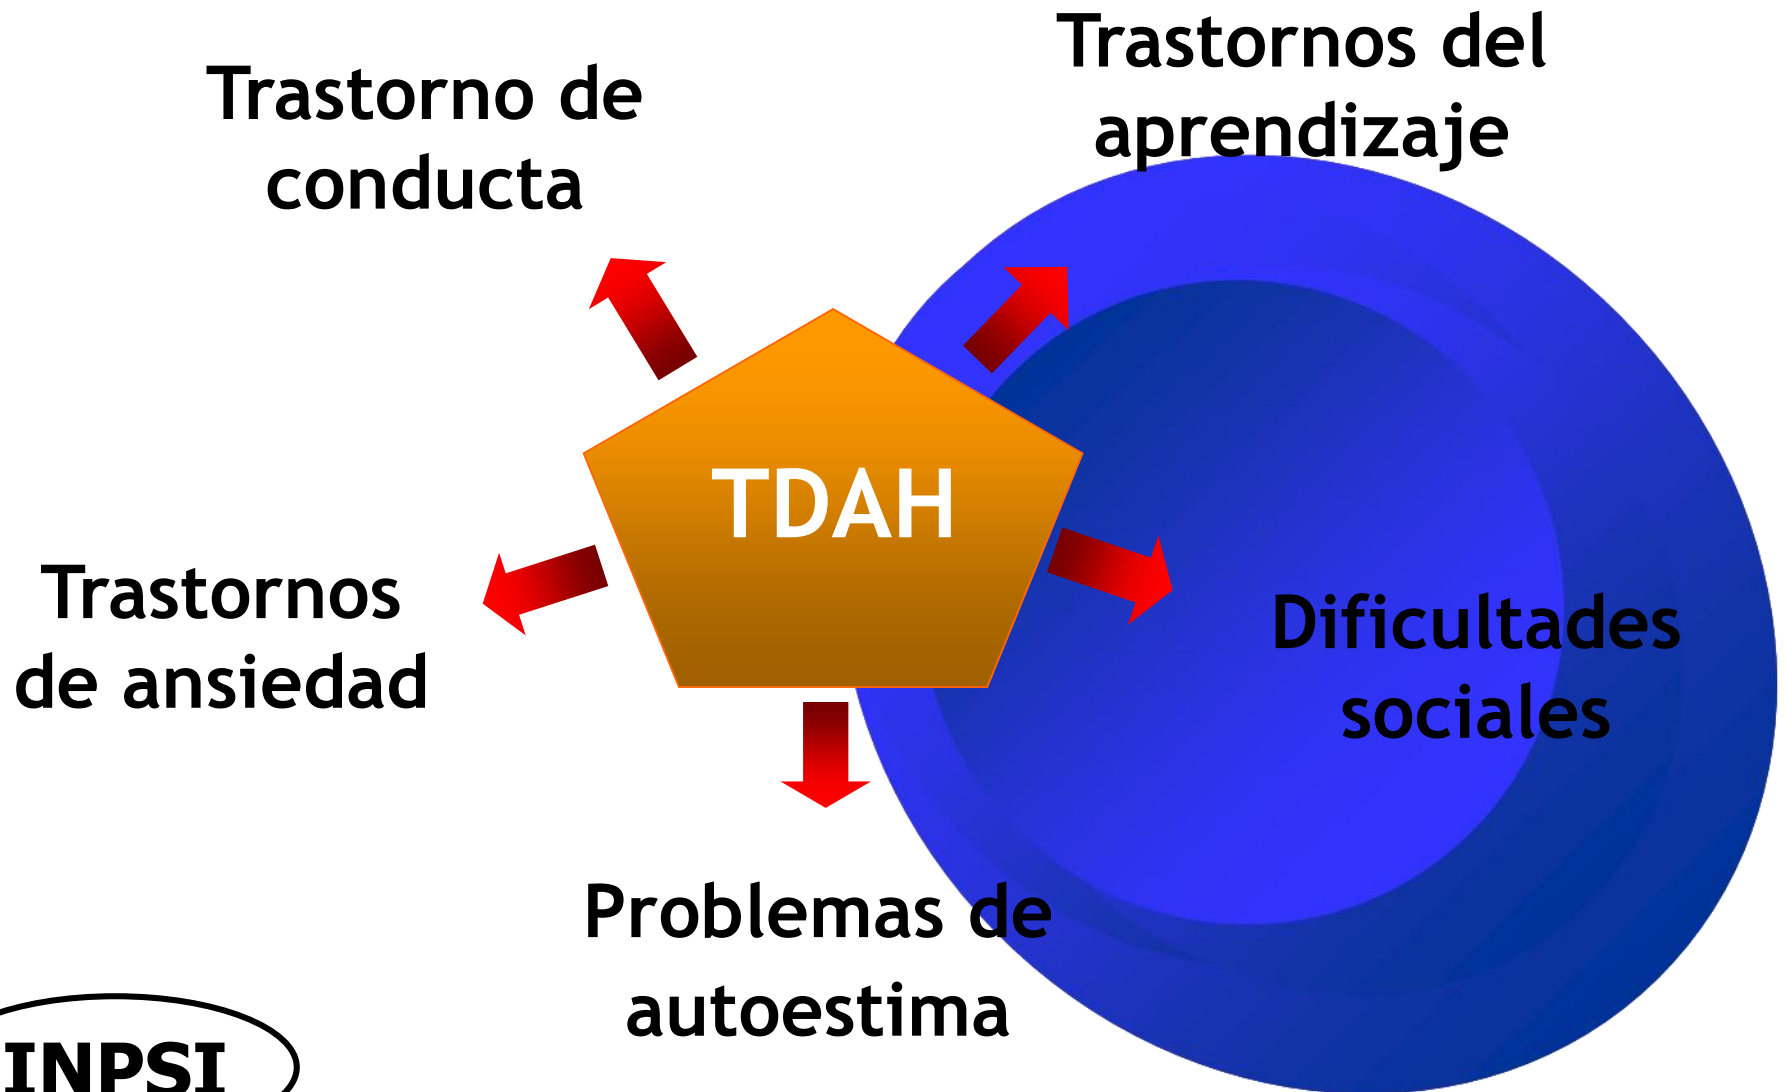 Trastornos del
aprendizaje
Trastorno de
conducta
TDAH
Trastornos
de ansiedad
Dificultades
sociales
Problemas de
autoestima
INPSI